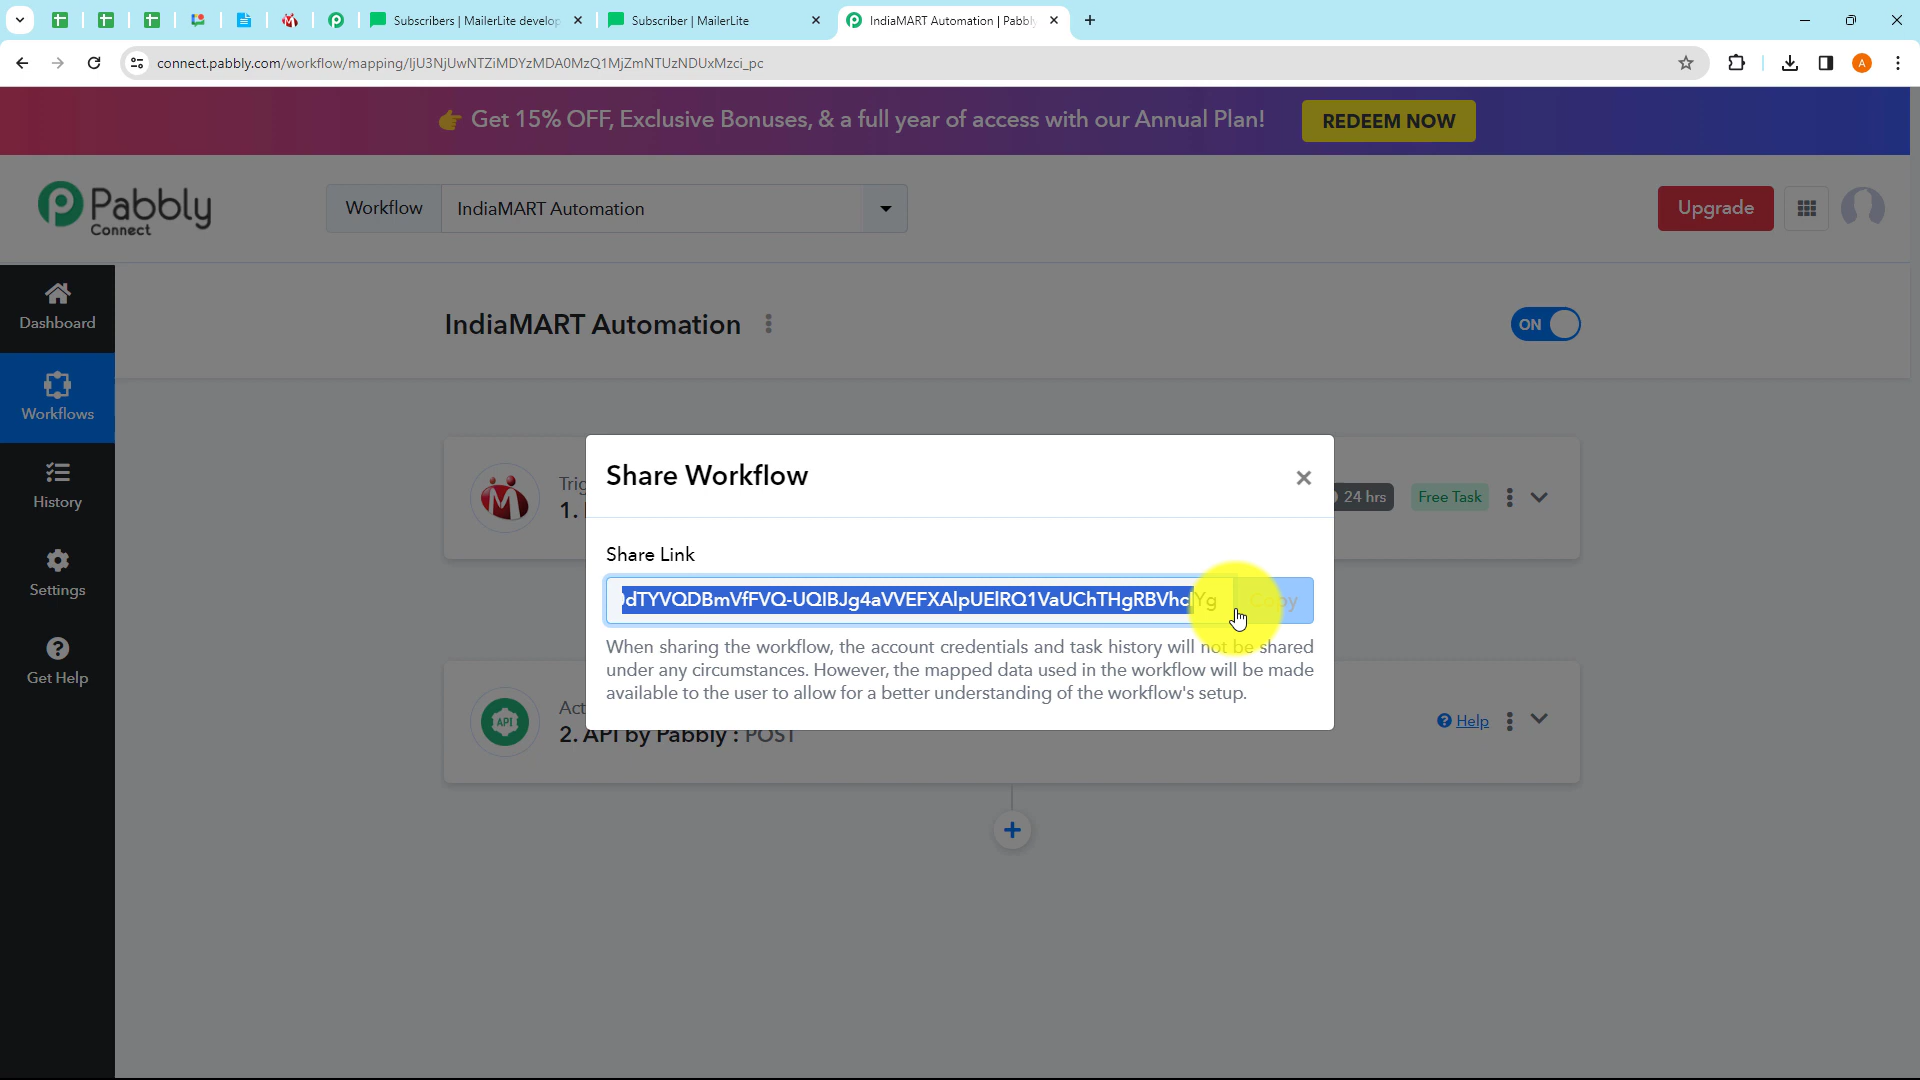 Subscribers | MailerLite develop
Subscriber | MailerLite
IndiaMART Automation | Pabbly
connect.pabbly.com/workflow/mapping/IjU3NjUwNTZiMDYzMDA0MzQ1MjZmNTUzNDUxMzci_pc
A
👉 Get 15% OFF, Exclusive Bonuses, & a full year of access with our Annual Plan!
REDEEM NOW
Pabbly
Connect
Workflow
IndiaMART Automation
Upgrade
Dashboard
Workflows
History
Settings
Get Help
IndiaMART Automation
ON
1.
24 hrs
Free Task
Share Workflow
Share Link
dTYVQDBmVfFVQ-UQIBJg4aVVEFXAlpUElRQ1VaUChTHgRBVhclYg
Copy
When sharing the workflow, the account credentials and task history will not be shared
under any circumstances. However, the mapped data used in the workflow will be made
available to the user to allow for a better understanding of the workflow's setup.
API
2. API by Pabbly : POST
Help